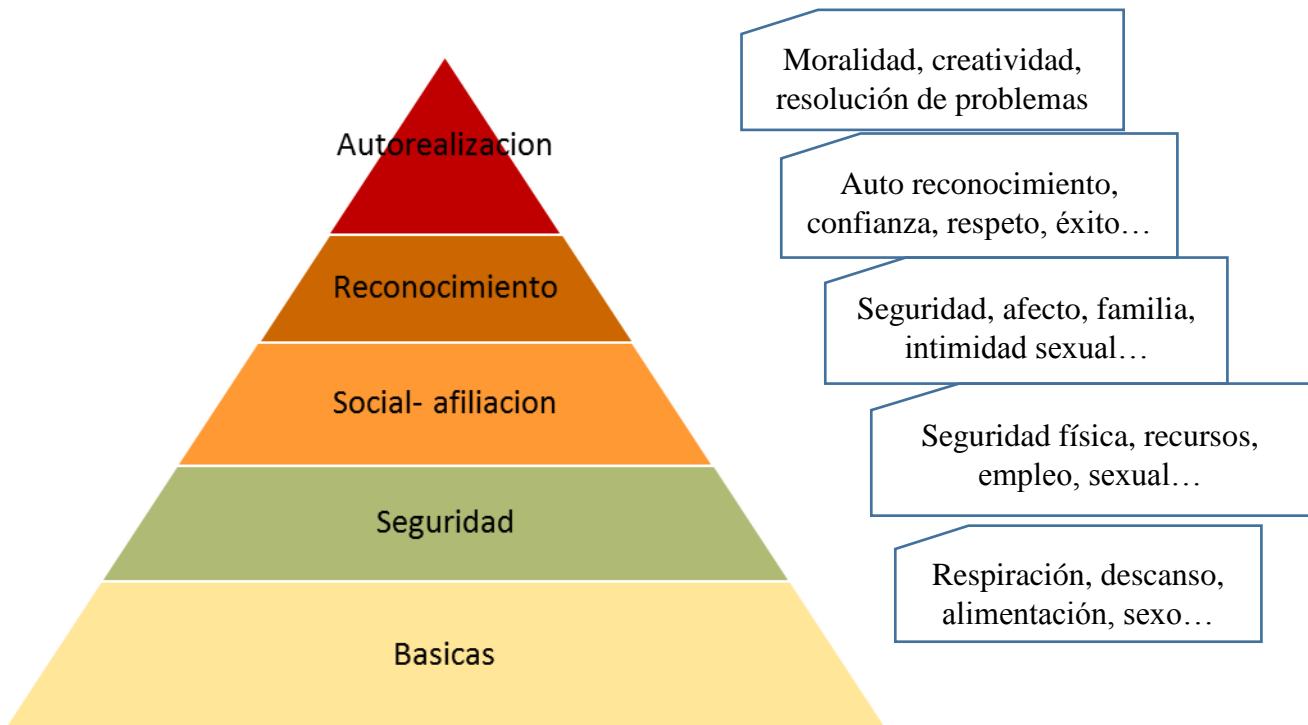 Moralidad, creatividad,
resolución de problemas
Autorealizacion
Auto reconocimiento,
confianza, respeto, éxito…
Reconocimiento
Seguridad, afecto, familia,
intimidad sexual…
Social- afiliacion
Seguridad física, recursos,
empleo, sexual…
Seguridad
Respiración, descanso,
alimentación, sexo…
Basicas